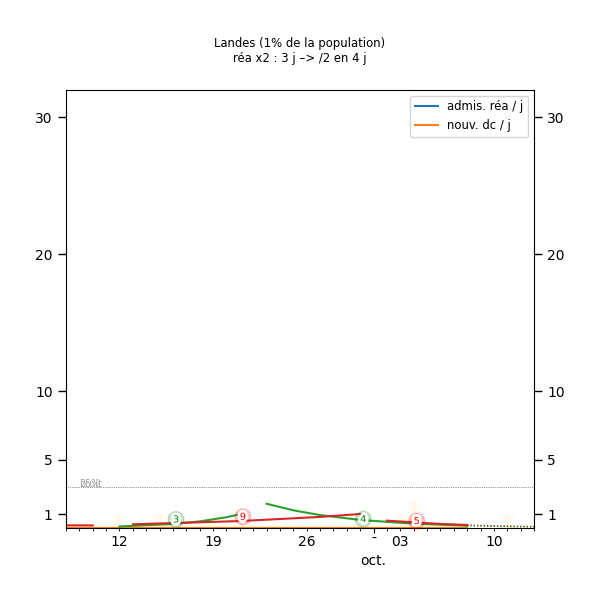 Landes (1% de la population)
réa x2 : 3 j –> /2 en 4 j
admis. réa / j
nouv. dc / j
30 30
20 20
10 10
5 5
1 1
3 9 4 5
12 19 26 - 03 10
oct.